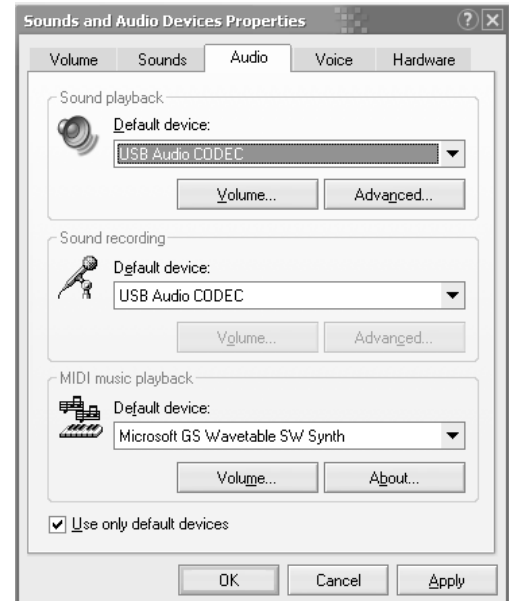 Sounds and Audio Devices Properties
Volume Sounds Audio Voice Hardware
Sound playback
Default device:
USB Audio CODEC
Volume... Advanced...
Sound recording
Default device:
USB Audio CODEC
Volume... Advanced...
MIDI music playback
Default device:
Microsoft GS Wavetable SW Synth
Volume... About...
Use only default devices
OK Cancel Apply